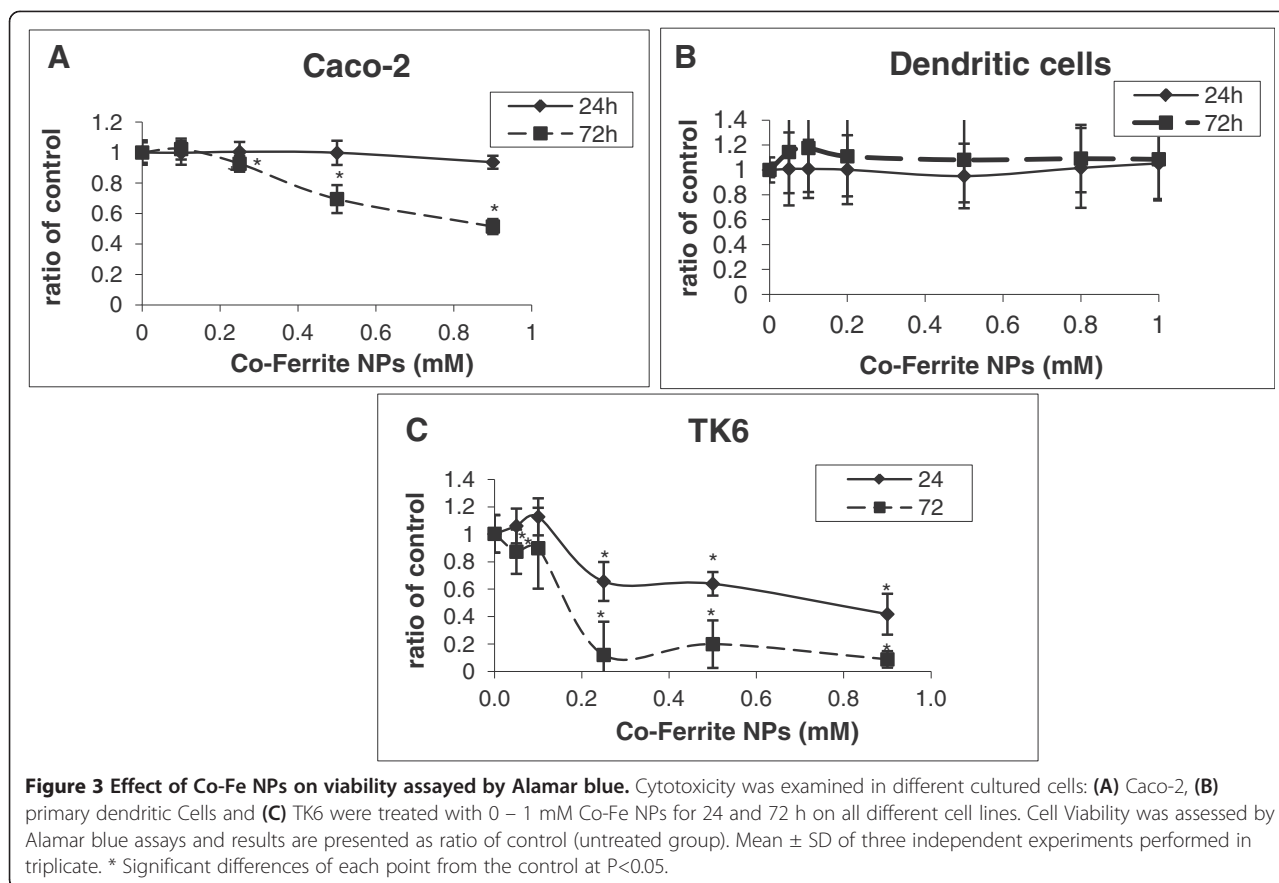 A
Caco-2
24h
72h
1.2
1
0.8
0.6
0.4
0.2
0
ratio of control
*
*
*
0 0.2 0.4 0.6 0.8 1
Co-Ferrite NPs (mM)
B
Dendritic cells
24h
72h
1.4
1.2
1
0.8
0.6
0.4
0.2
0
ratio of control
0 0.2 0.4 0.6 0.8 1
Co-Ferrite NPs (mM)
C
TK6
24
72
1.4
1.2
1
0.8
0.6
0.4
0.2
0
ratio of control
* *
* * *
* * *
0.0 0.2 0.4 0.6 0.8 1.0
Co-Ferrite NPs (mM)
Figure 3 Effect of Co-Fe NPs on viability assayed by Alamar blue. Cytotoxicity was examined in different cultured cells: (A) Caco-2, (B)
primary dendritic Cells and (C) TK6 were treated with 0 – 1 mM Co-Fe NPs for 24 and 72 h on all different cell lines. Cell Viability was assessed by
Alamar blue assays and results are presented as ratio of control (untreated group). Mean ± SD of three independent experiments performed in
triplicate. * Significant differences of each point from the control at P<0.05.